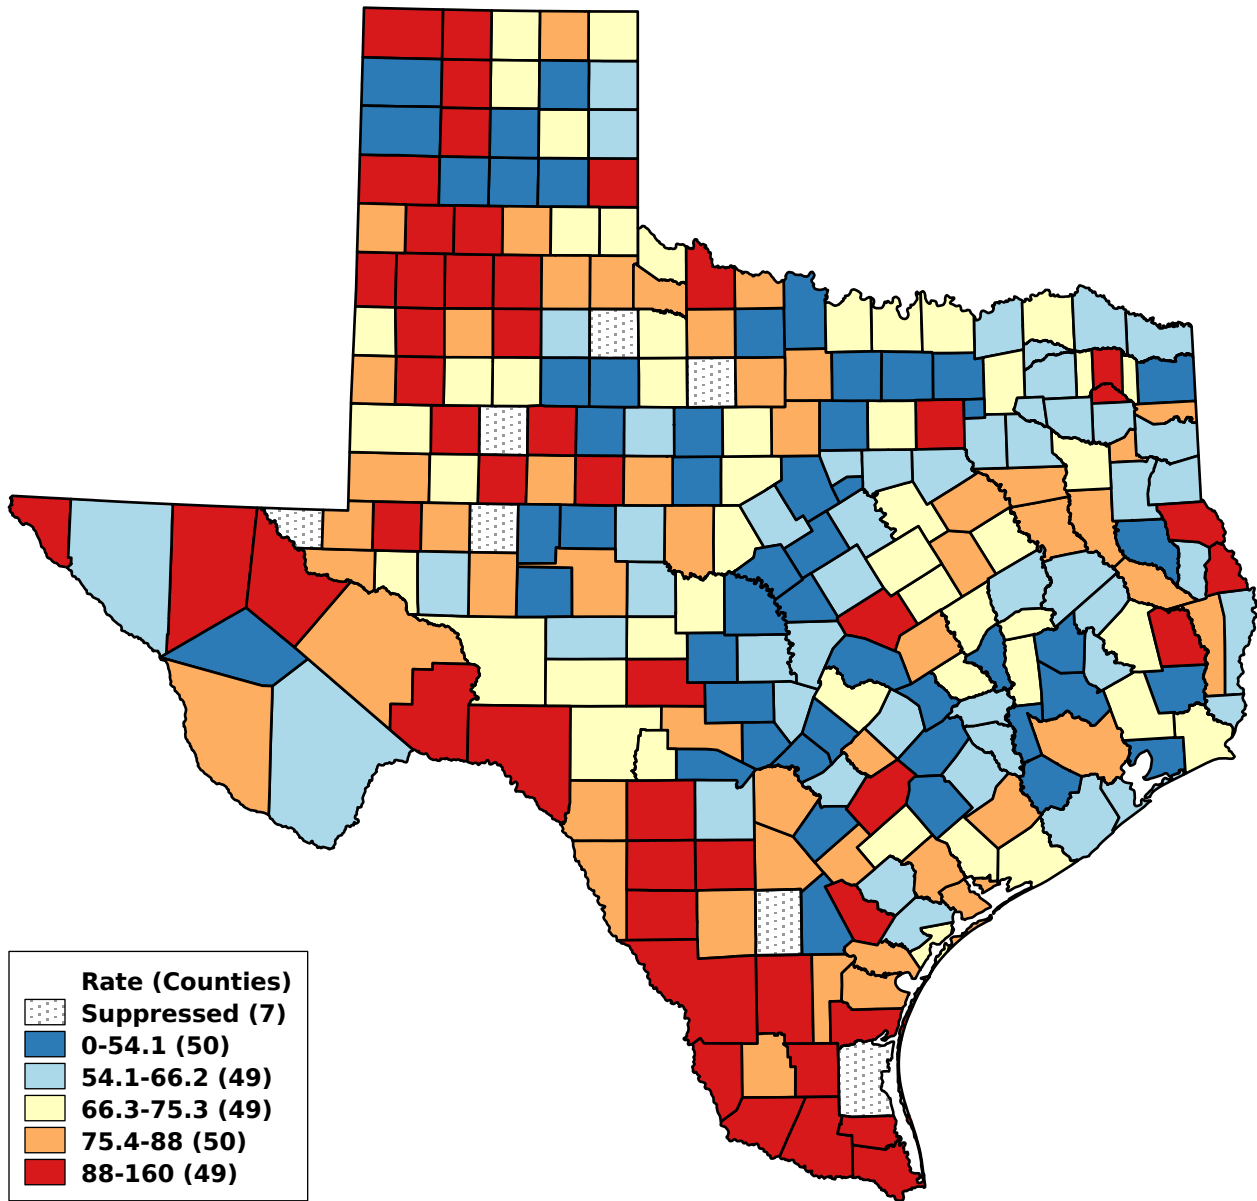 Rate (Counties)
Suppressed (7)
0-54.1 (50)
54.1-66.2 (49)
66.3-75.3 (49)
75.4-88 (50)
88-160 (49)